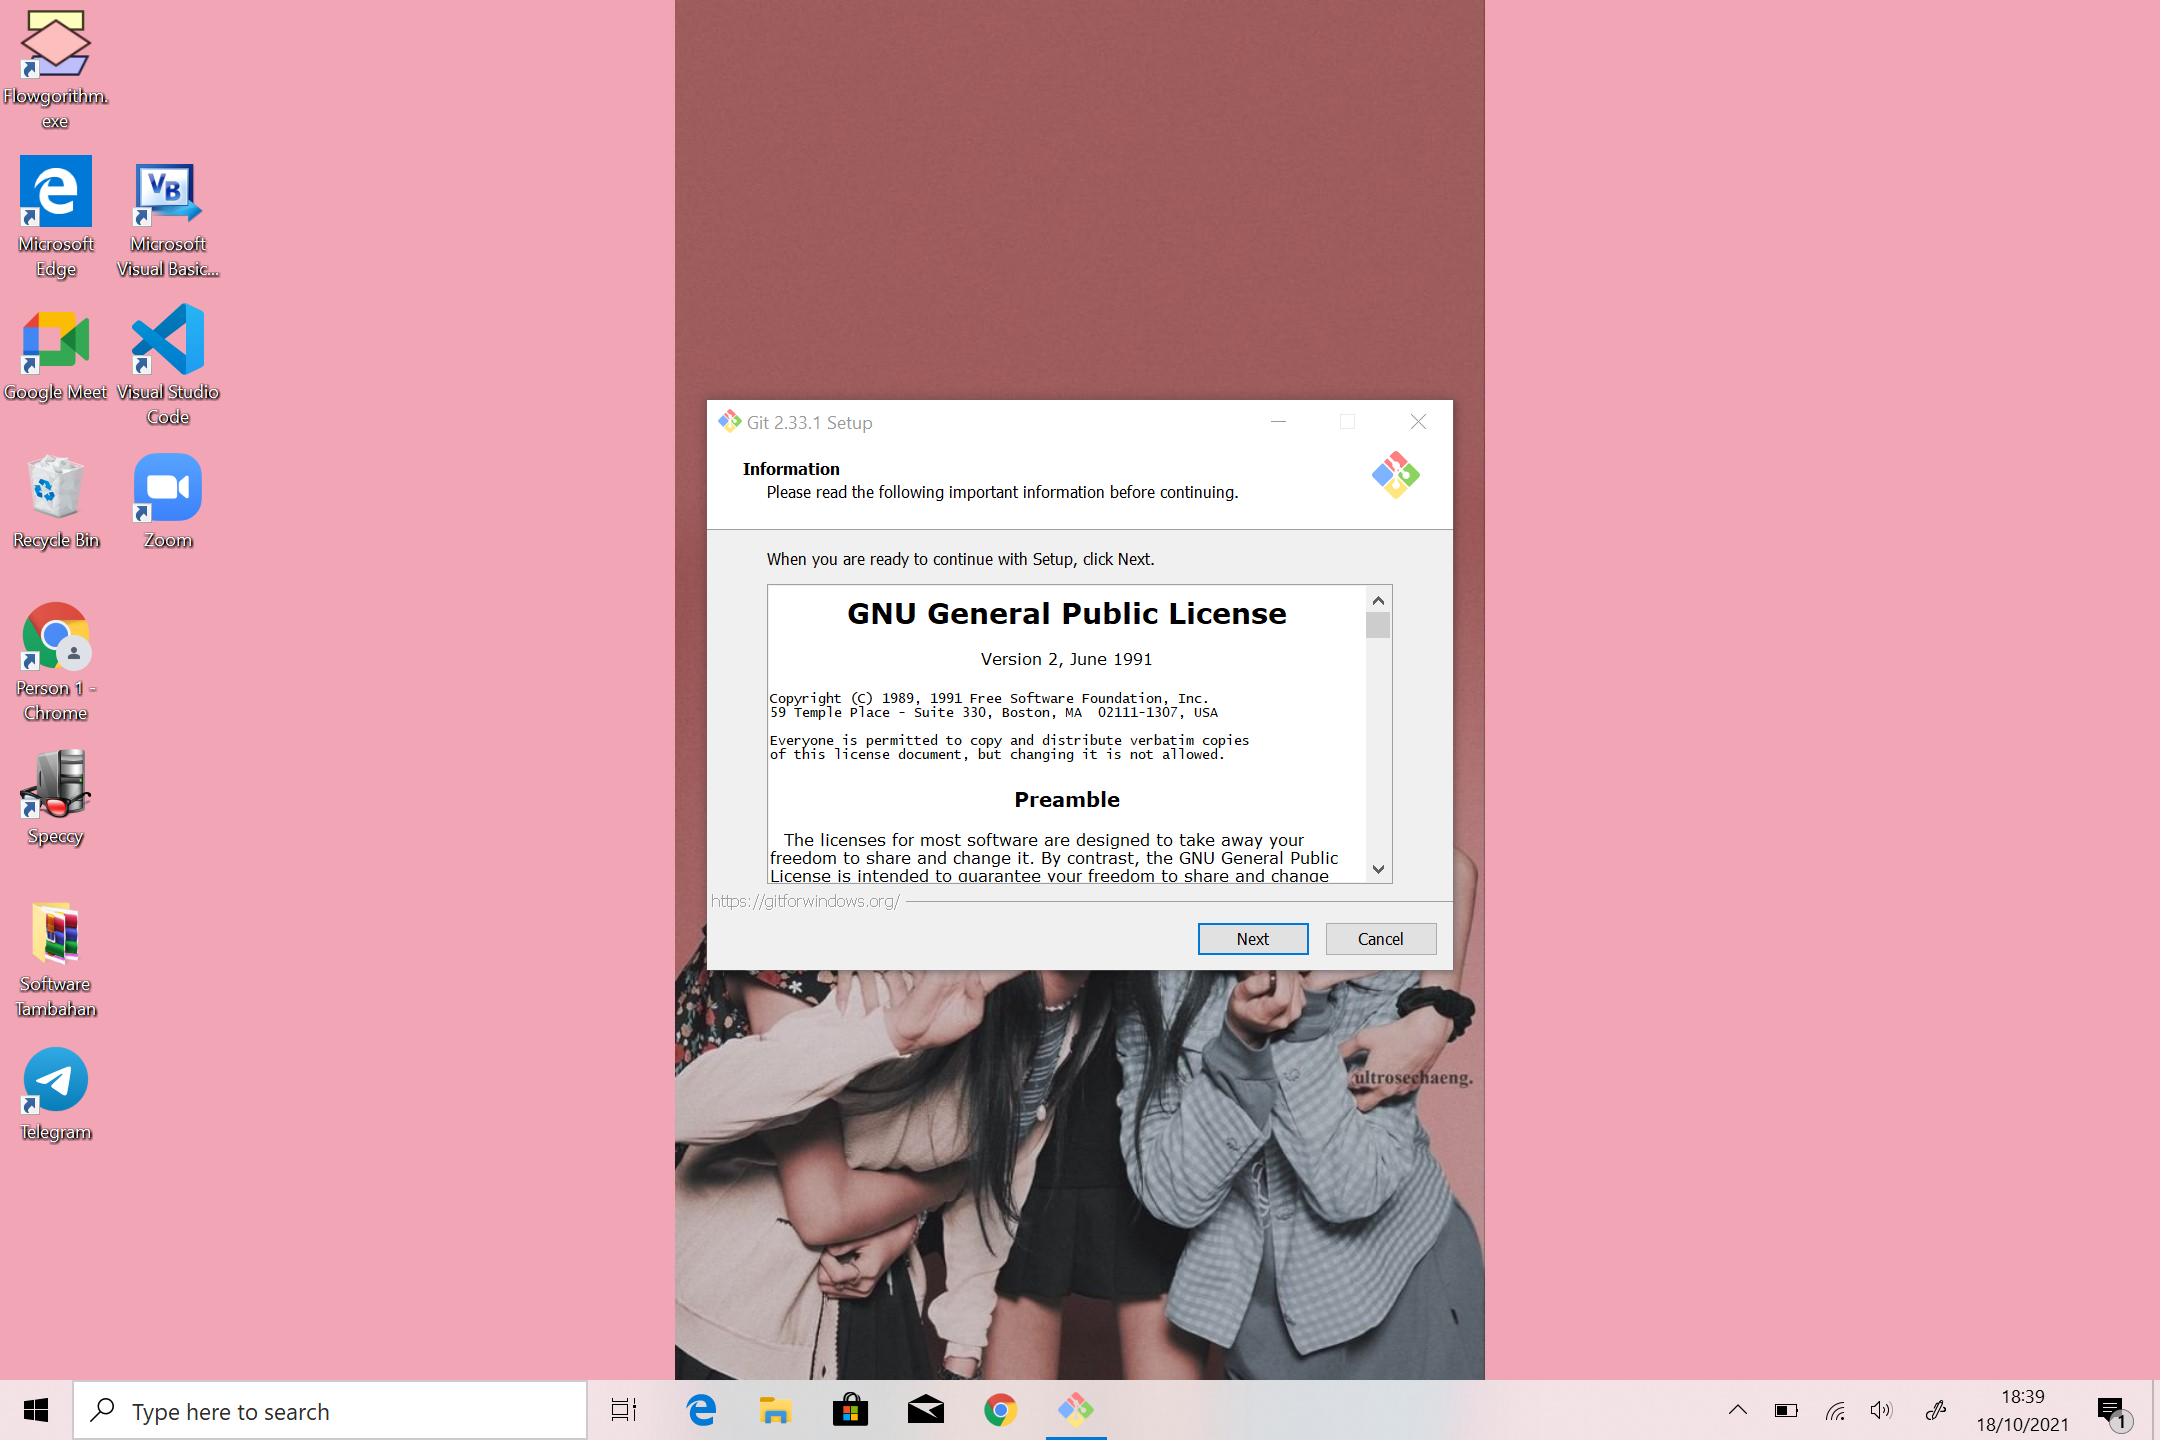 Flowgorithm.
exe
Microsoft
Edge
Microsoft
Visual Basic...
Google Meet
Visual Studio
Code
Recycle Bin
Zoom
Person 1 -
Chrome
Speccy
Software
Tambahan
Telegram
Git 2.33.1 Setup
Information
Please read the following important information before continuing.
When you are ready to continue with Setup, click Next.
GNU General Public License
Version 2, June 1991
Copyright (C) 1989, 1991 Free Software Foundation, Inc.
59 Temple Place - Suite 330, Boston, MA  02111-1307, USA
Everyone is permitted to copy and distribute verbatim copies
of this license document, but changing it is not allowed.
Preamble
The licenses for most software are designed to take away your
freedom to share and change it. By contrast, the GNU General Public
License is intended to guarantee your freedom to share and change
https://gitforwindows.org/
Next
Cancel
ultrosechaeng.
Type here to search
18:39
18/10/2021
1